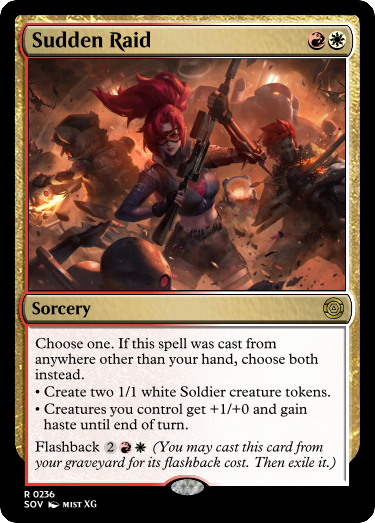 Sudden Raid
Sorcery
Choose one. If this spell was cast from
anywhere other than your hand, choose both
instead.
• Create two 1/1 white Soldier creature tokens.
• Creatures you control get +1/+0 and gain
haste until end of turn.
Flashback 2 (You may cast this card from
your graveyard for its flashback cost. Then exile it.)
R 0236
SOV MIST XG